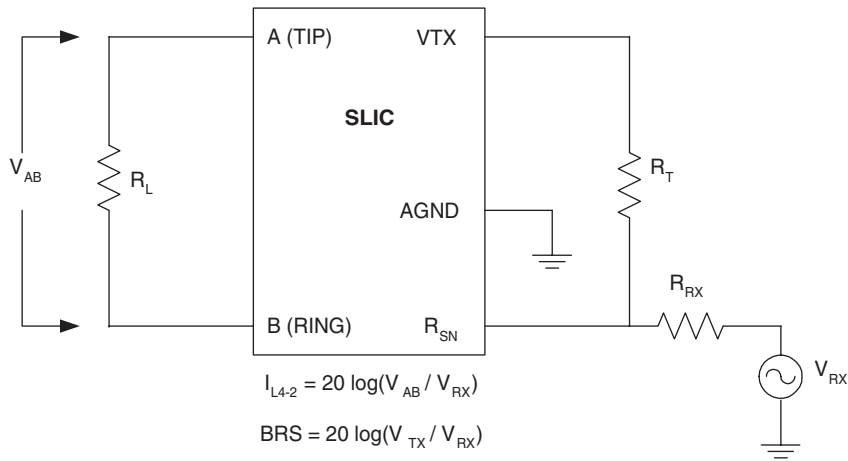 A (TIP)
VTX
SLIC
V_AB
R_L
R_T
AGND
R_RX
B (RING)
R_SN
V_RX
I_L4-2 = 20 log(V_AB / V_RX)
BRS = 20 log(V_TX / V_RX)